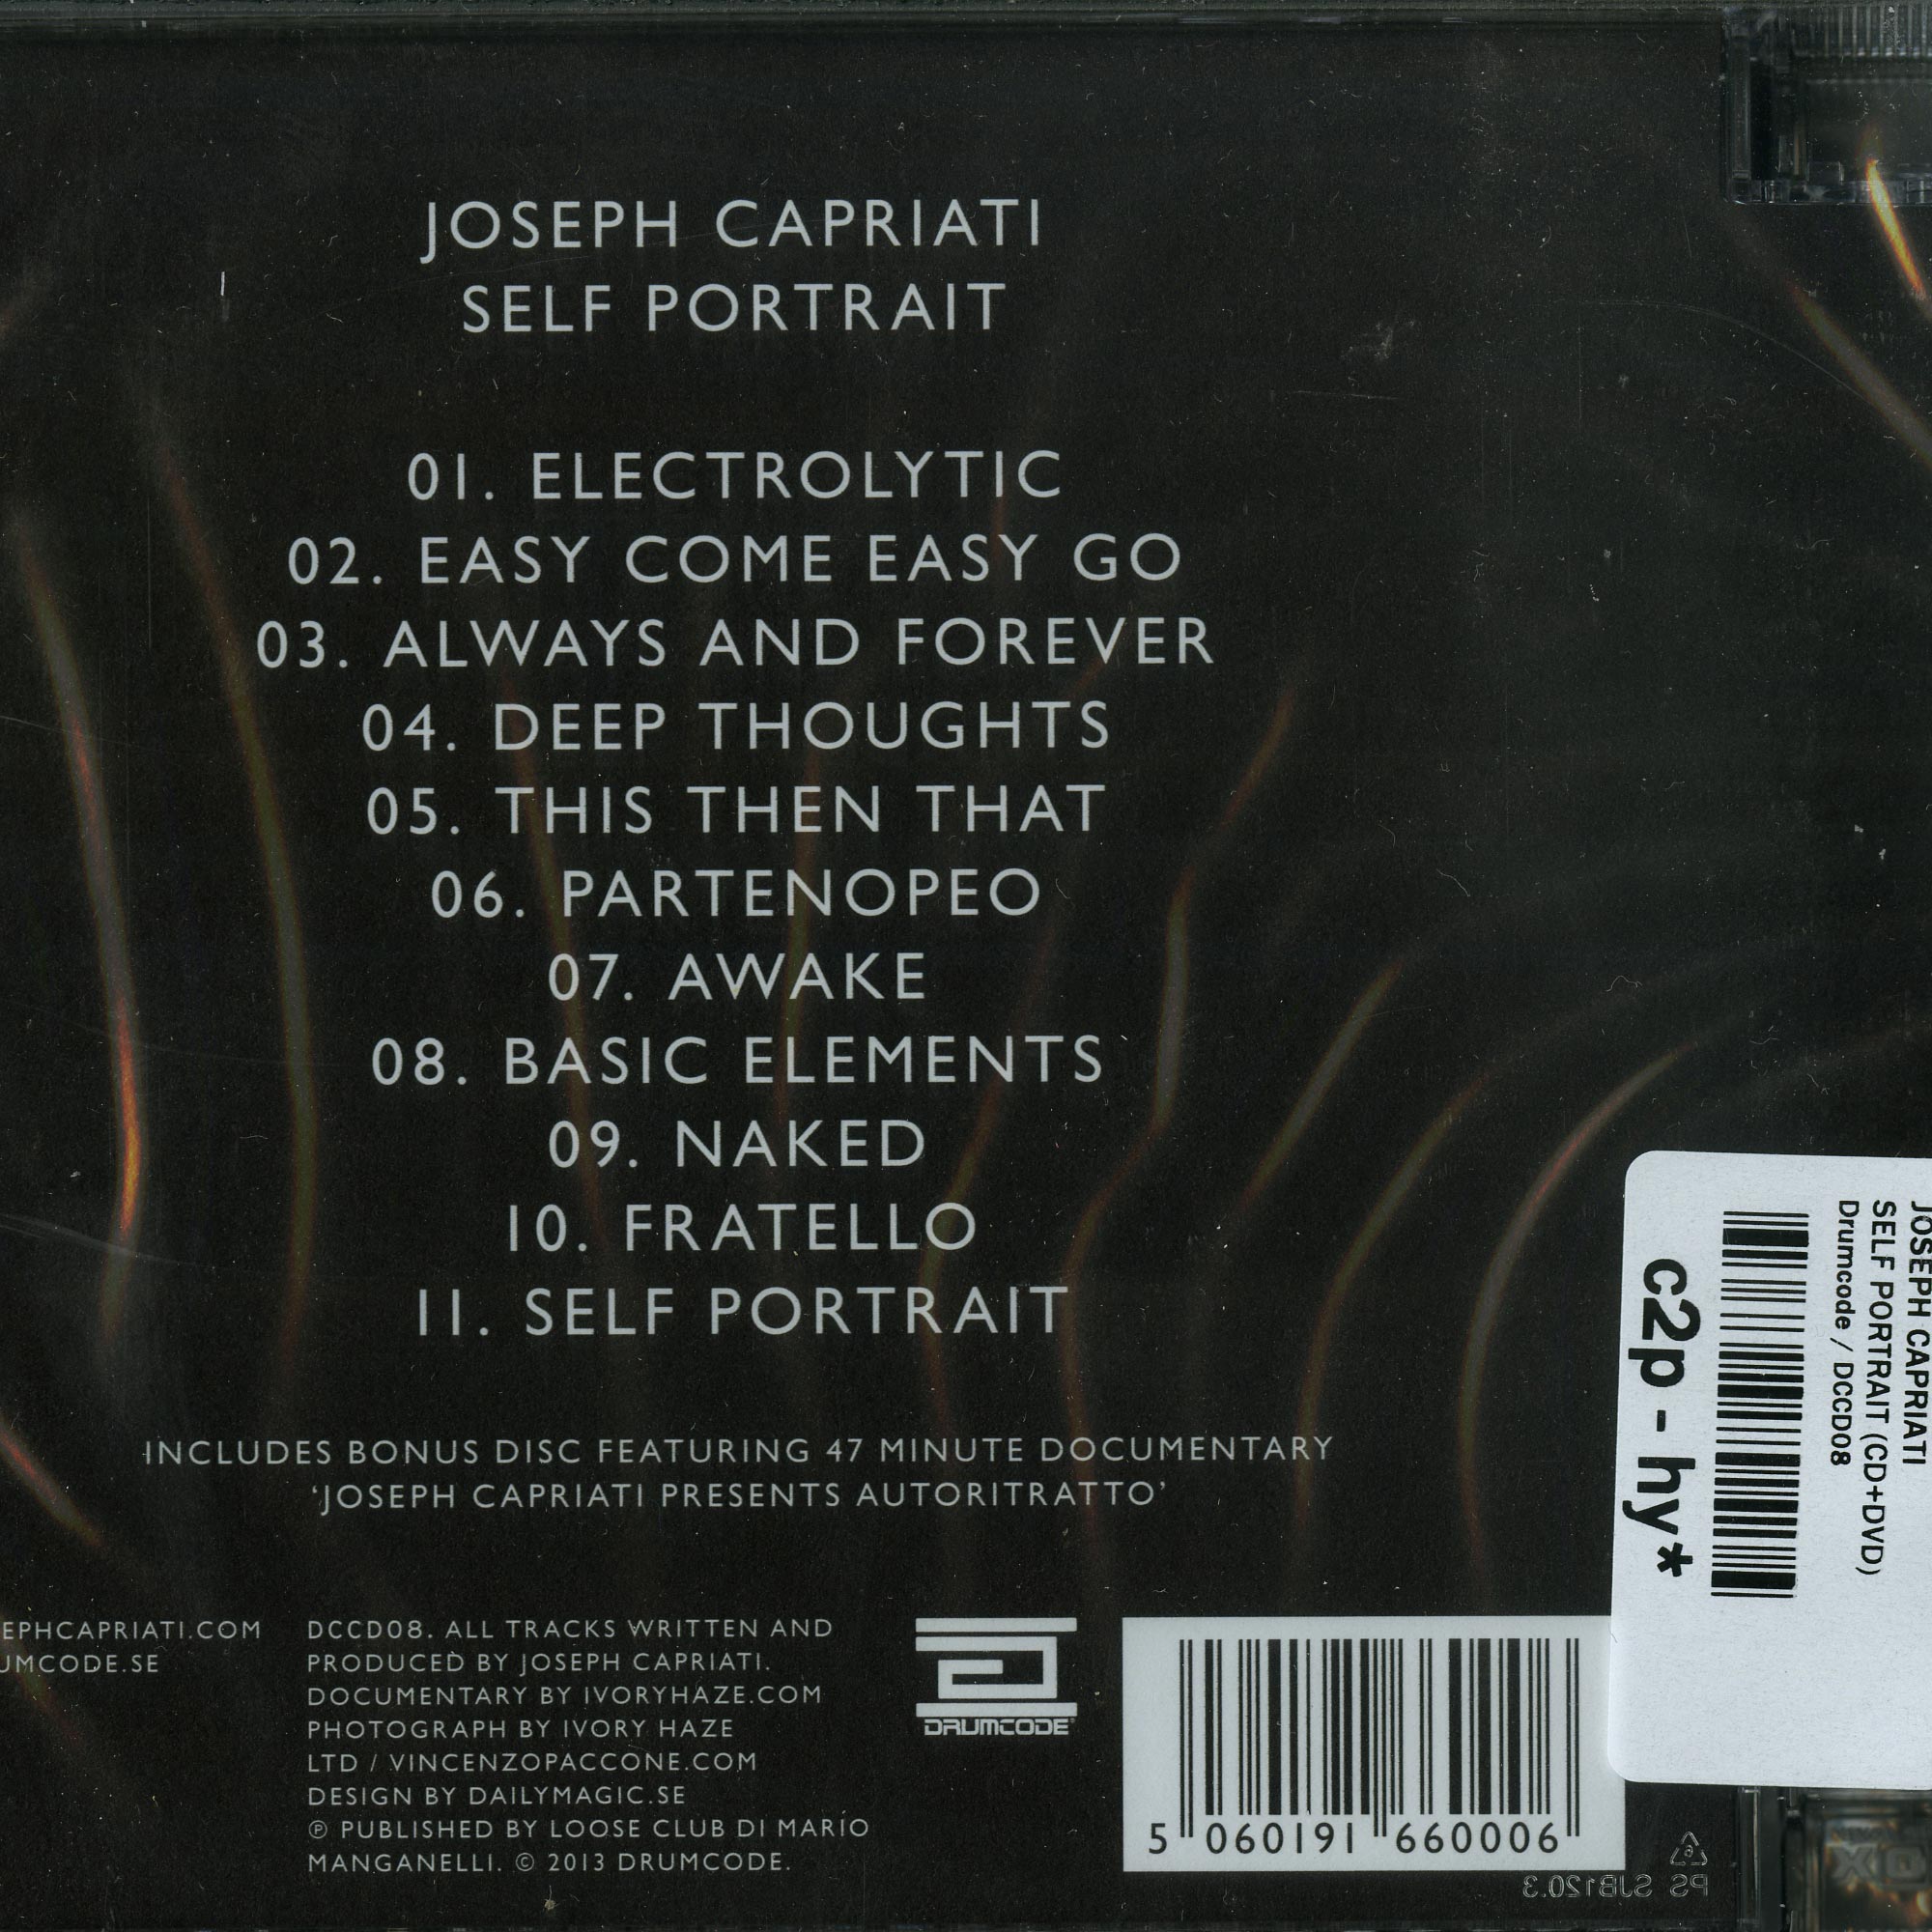 JOSEPH CAPRIATI
SELF PORTRAIT
01. ELECTROLYTIC
02. EASY COME EASY GO
03. ALWAYS AND FOREVER
04. DEEP THOUGHTS
05. THIS THEN THAT
06. PARTENOPEO
07. AWAKE
08. BASIC ELEMENTS
09. NAKED
10. FRATELLO
11. SELF PORTRAIT
INCLUDES BONUS DISC FEATURING 47 MINUTE DOCUMENTARY
‘JOSEPH CAPRIATI PRESENTS AUTORITRATTO’
EPHCAPRIATI.COM
UMCODE.SE
DCCD08. ALL TRACKS WRITTEN AND
PRODUCED BY JOSEPH CAPRIATI.
DOCUMENTARY BY IVORYHAZE.COM
PHOTOGRAPH BY IVORY HAZE
LTD / VINCENZOPACCONE.COM
DESIGN BY DAILYMAGIC.SE
℗ PUBLISHED BY LOOSE CLUB DI MARIO
MANGANELLI. © 2013 DRUMCODE.
DRUMCODE
5 060191 660006
JOSEPH CAPRIATI
SELF PORTRAIT (CD+DVD)
Drumcode / DCCD08
c2p - hy*
PS SJB120.3